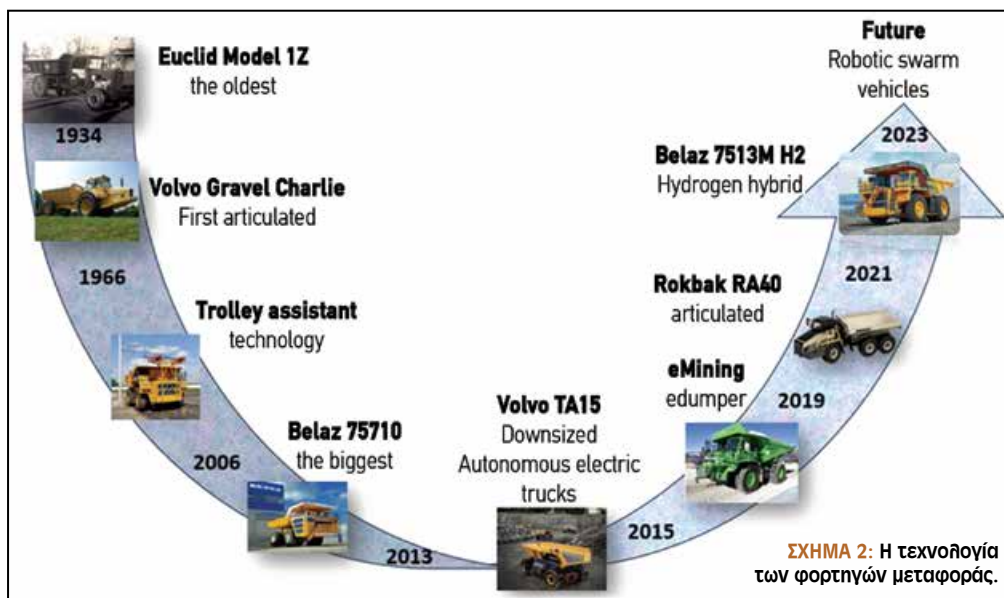 Euclid Model 1Z
the oldest
1934
Volvo Gravel Charlie
First articulated
1966
Trolley assistant
technology
2006
Belaz 75710
the biggest
2013
Volvo TA15
Downsized
Autonomous electric
trucks
2015
eMining
edumper
2019
Rokbak RA40
articulated
2021
Belaz 7513M H2
Hydrogen hybrid
2023
Future
Robotic swarm
vehicles
ΣΧΗΜΑ 2: Η τεχνολογία
των φορτηγών μεταφοράς.